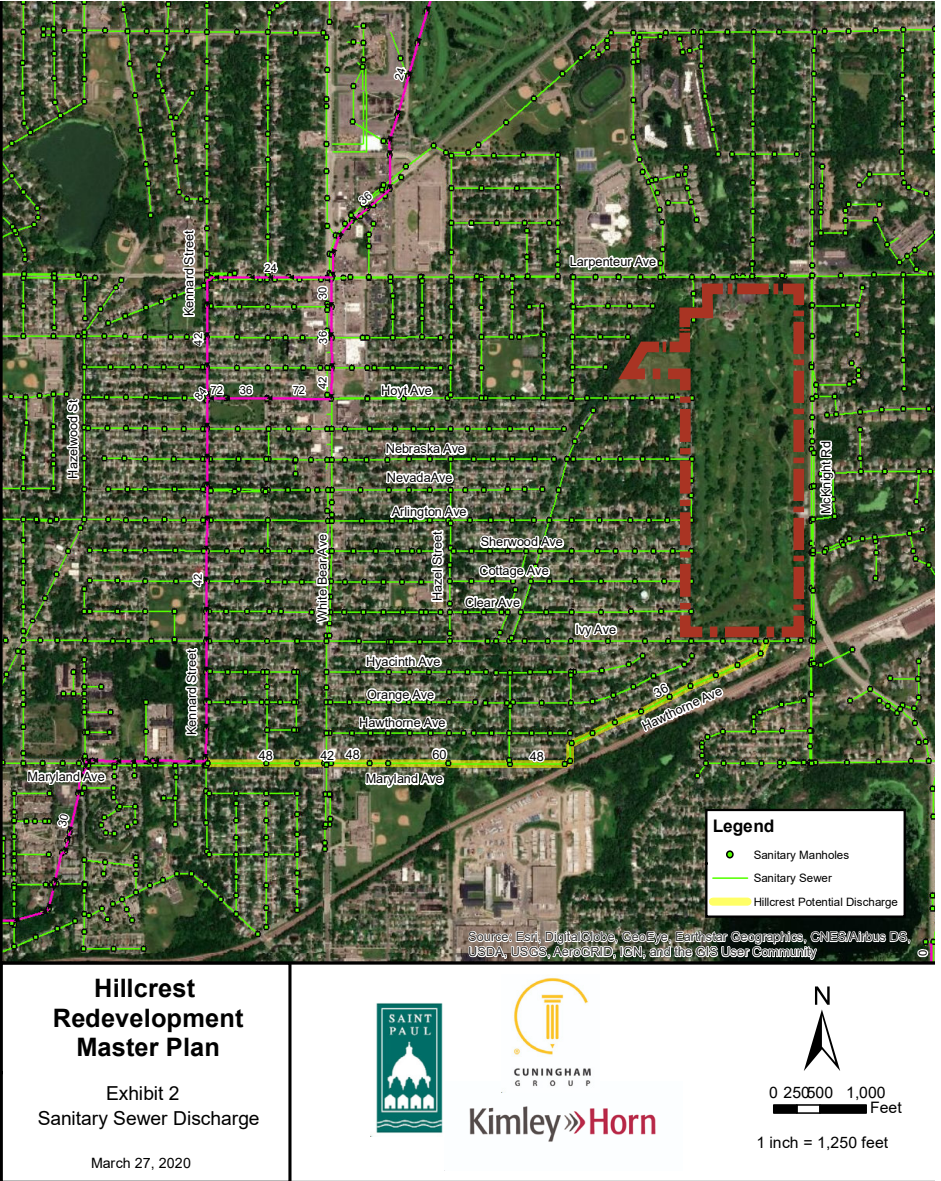 24
36
Larpenteur Ave
Kennard Street
24
30
42
36
42
84
72 36 72
Hoyt Ave
Hazelwood St
Nebraska Ave
NevadaAve
McKnight Rd
Arlington Ave
White Bear Ave
Hazel Street
Sherwood Ave
42
Cottage Ave
Clear Ave
Ivy Ave
Kennard Street
Hyacinth Ave
36
Orange Ave
Hawthorne Ave
Hawthorne Ave
48 42 48 60 48
Maryland Ave
Maryland Ave
30
Legend
Sanitary Manholes
Sanitary Sewer
Hillcrest Potential Discharge
Source: Esri, DigitalGlobe, GeoEye, Earthstar Geographics, CNES/Airbus DS,
USDA, USGS, AeroGRID, IGN, and the GIS User Community
Hillcrest
Redevelopment
Master Plan
Exhibit 2
Sanitary Sewer Discharge
March 27, 2020
SAINT
PAUL
CUNINGHAM
GROUP
Kimley»Horn
N
0 250500 1,000
Feet
1 inch = 1,250 feet